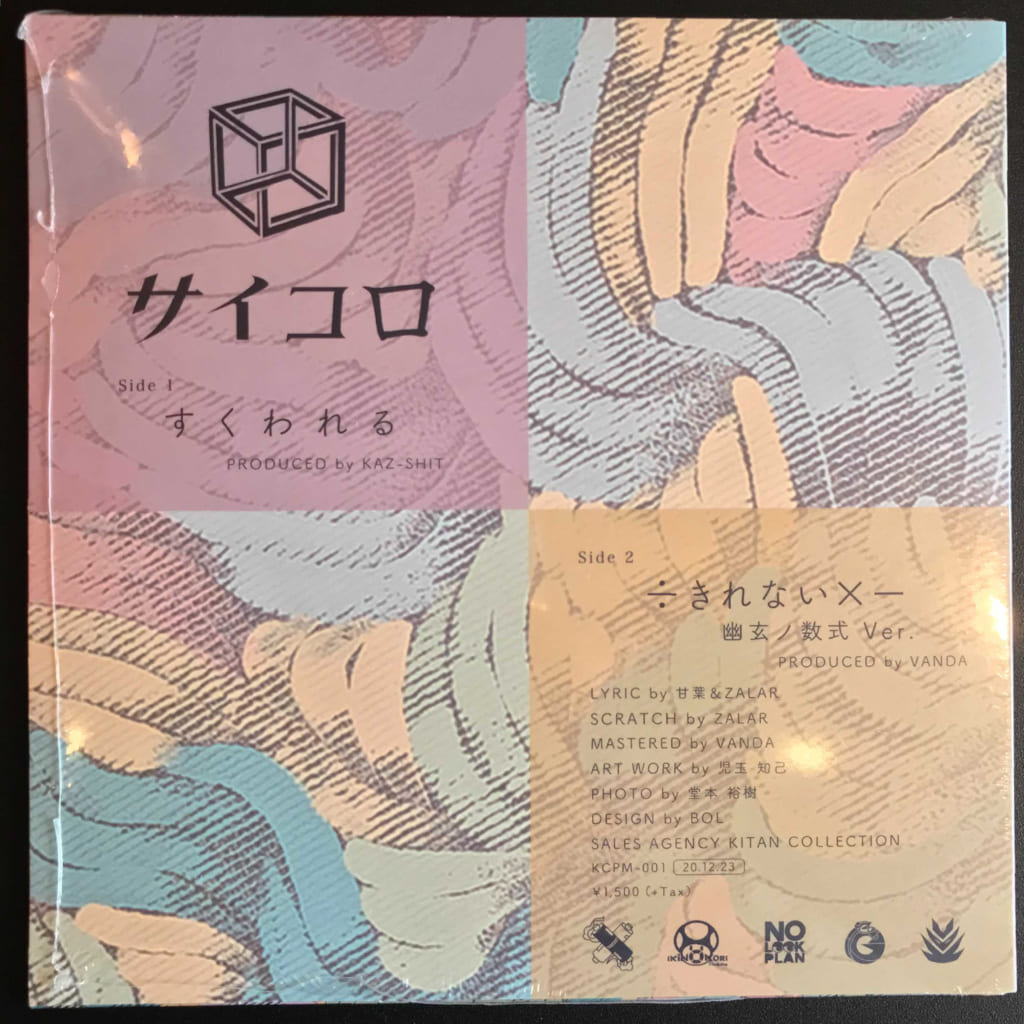 サイコロ
Side 1
すくわれる
PRODUCED by KAZ-SHIT
Side 2
÷きれない×−
幽玄ノ数式 Ver.
PRODUCED by VANDA
LYRIC by 甘葉&ZALAR
SCRATCH by ZALAR
MASTERED by VANDA
ART WORK by 児玉 知己
PHOTO by 堂本 裕樹
DESIGN by BOL
SALES AGENCY KITAN COLLECTION
KCPM-001 20.12.23
¥1,500 (+Tax)
NO
LOOK
PLAN